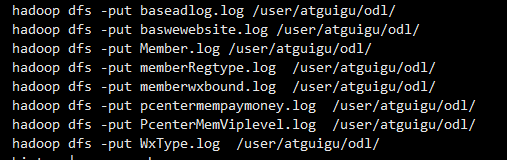 hadoop dfs -put baseadlog.log /user/atguigu/odl/
hadoop dfs -put baswewebsite.log /user/atguigu/odl/
hadoop dfs -put Member.log /user/atguigu/odl/
hadoop dfs -put memberRegtype.log  /user/atguigu/odl/
hadoop dfs -put memberwxbound.log  /user/atguigu/odl/
hadoop dfs -put pcentermempaymoney.log  /user/atguigu/odl/
hadoop dfs -put PcenterMemViplevel.log  /user/atguigu/odl/
hadoop dfs -put WxType.log  /user/atguigu/odl/